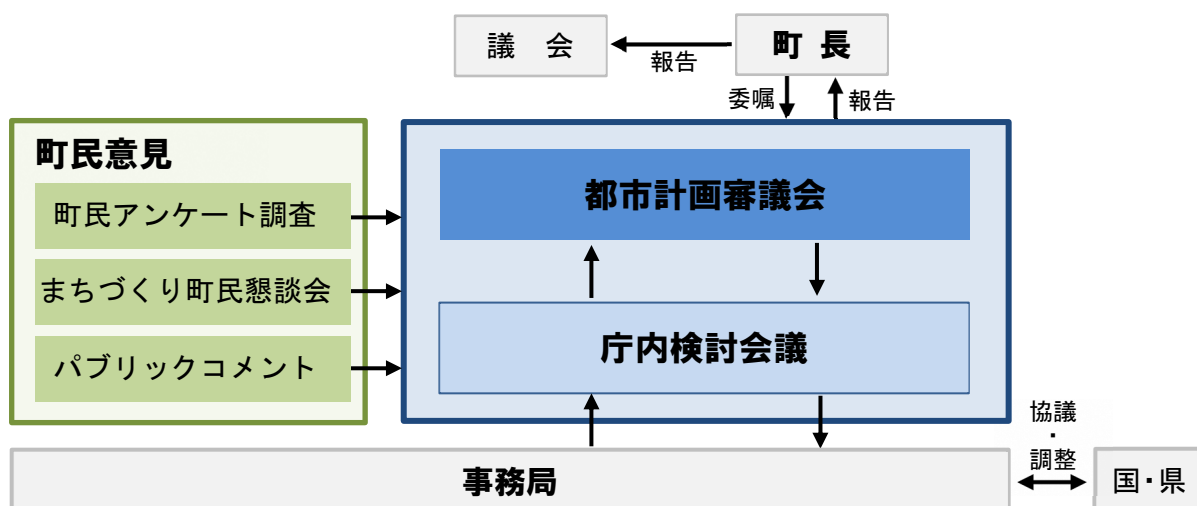 議　会
報告
町 長
委嘱
報告
町民意見
町民アンケート調査
まちづくり町民懇談会
パブリックコメント
都市計画審議会
庁内検討会議
事務局
協議
・
調整
国・県